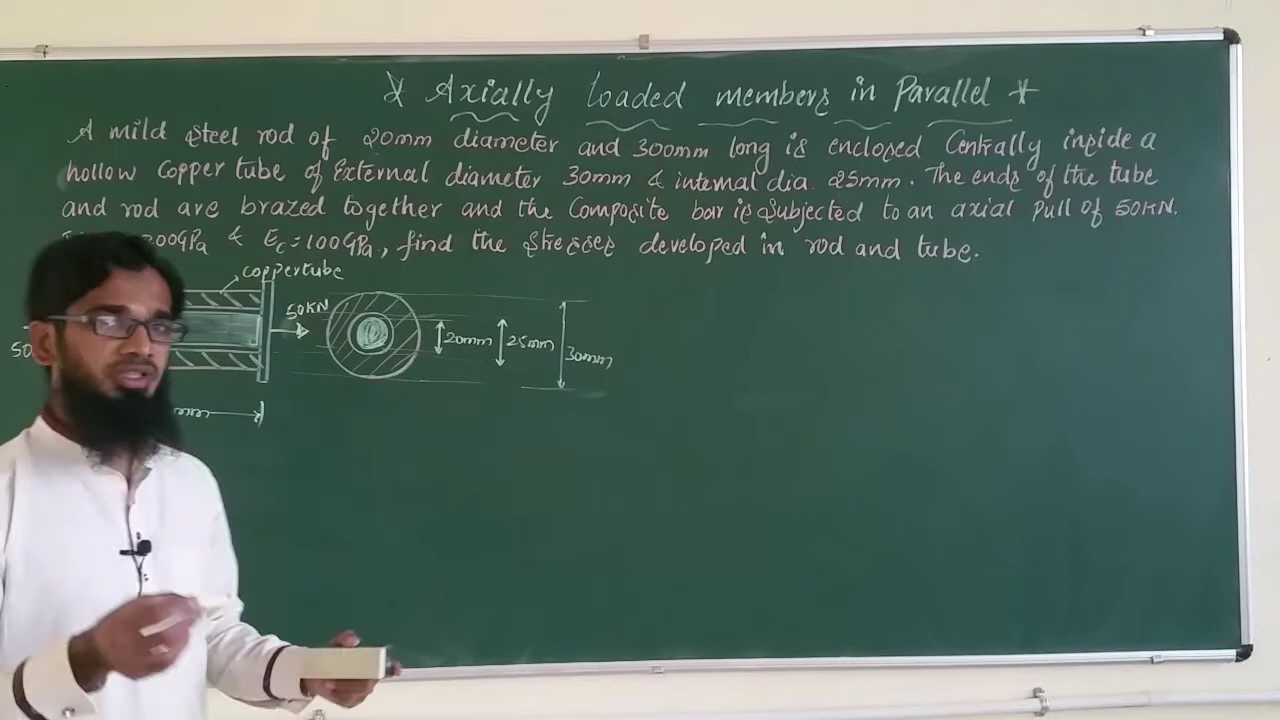 * Axially loaded members in Parallel *
A mild steel rod of 20mm diameter and 300mm long is enclosed Centrally inside a
hollow copper tube of External diameter 30mm & internal dia. 25mm. The ends of the tube
and rod are brazed together and the Composite bar is subjected to an axial pull of 50KN.
200GPa & Ec=100GPa, find the stresses developed in rod and tube.
copper tube
50KN
20mm
25mm
30mm
50
mm